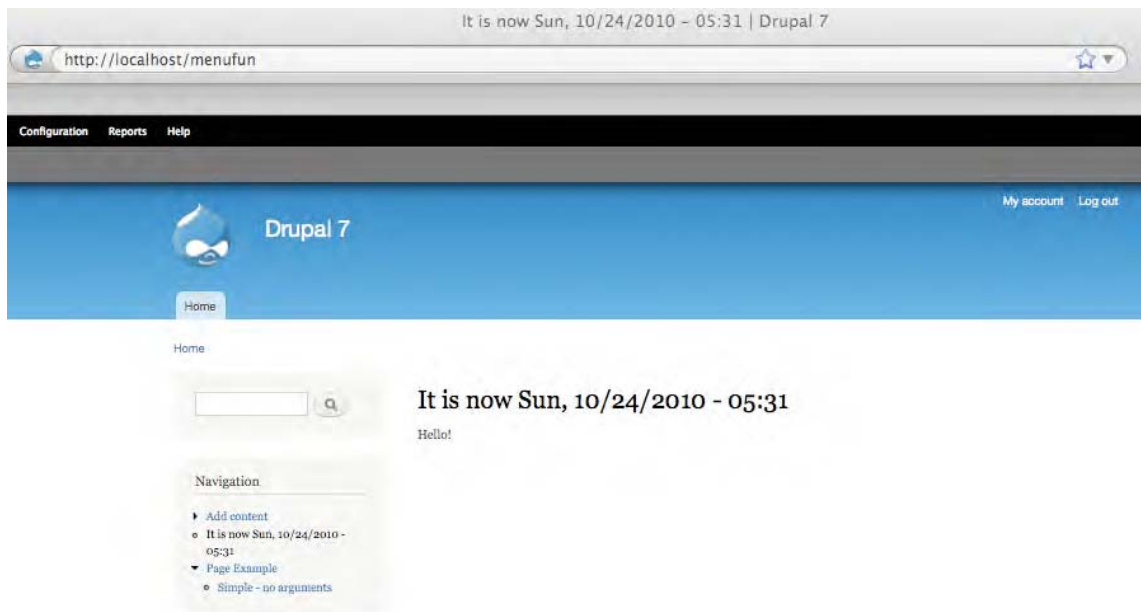 It is now Sun, 10/24/2010 - 05:31 | Drupal 7
http://localhost/menufun
Configuration Reports Help
My account Log out
Drupal 7
Home
Home
It is now Sun, 10/24/2010 - 05:31
Hello!
Navigation
Add content
It is now Sun, 10/24/2010 -
05:31
Page Example
Simple - no arguments